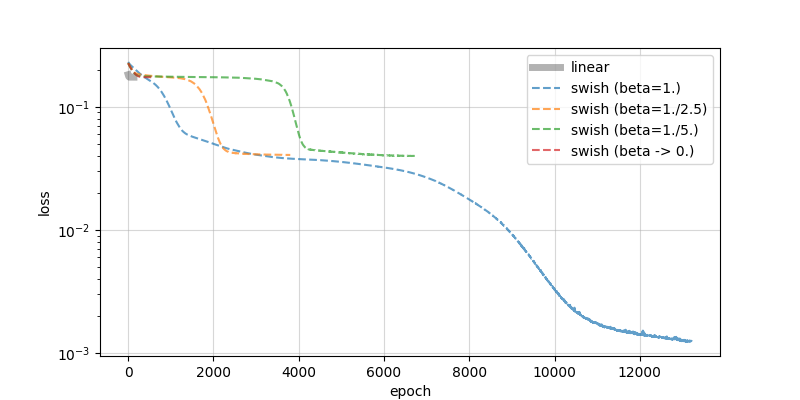 linear
swish (beta=1.)
swish (beta=1./2.5)
swish (beta=1./5.)
swish (beta -> 0.)
10⁻¹
10⁻²
10⁻³
loss
0 2000 4000 6000 8000 10000 12000
epoch